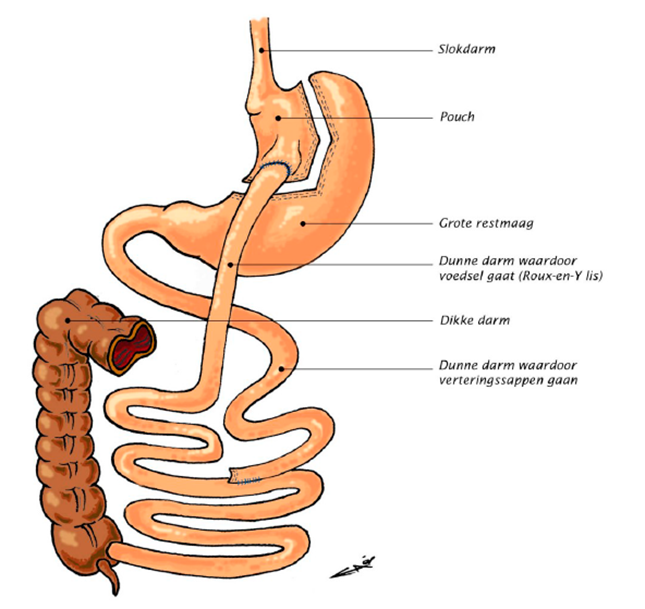 Slokdarm
Pouch
Grote restmaag
Dunne darm waardoor
voedsel gaat (Roux-en-Y lis)
Dikke darm
Dunne darm waardoor
verteringssappen gaan